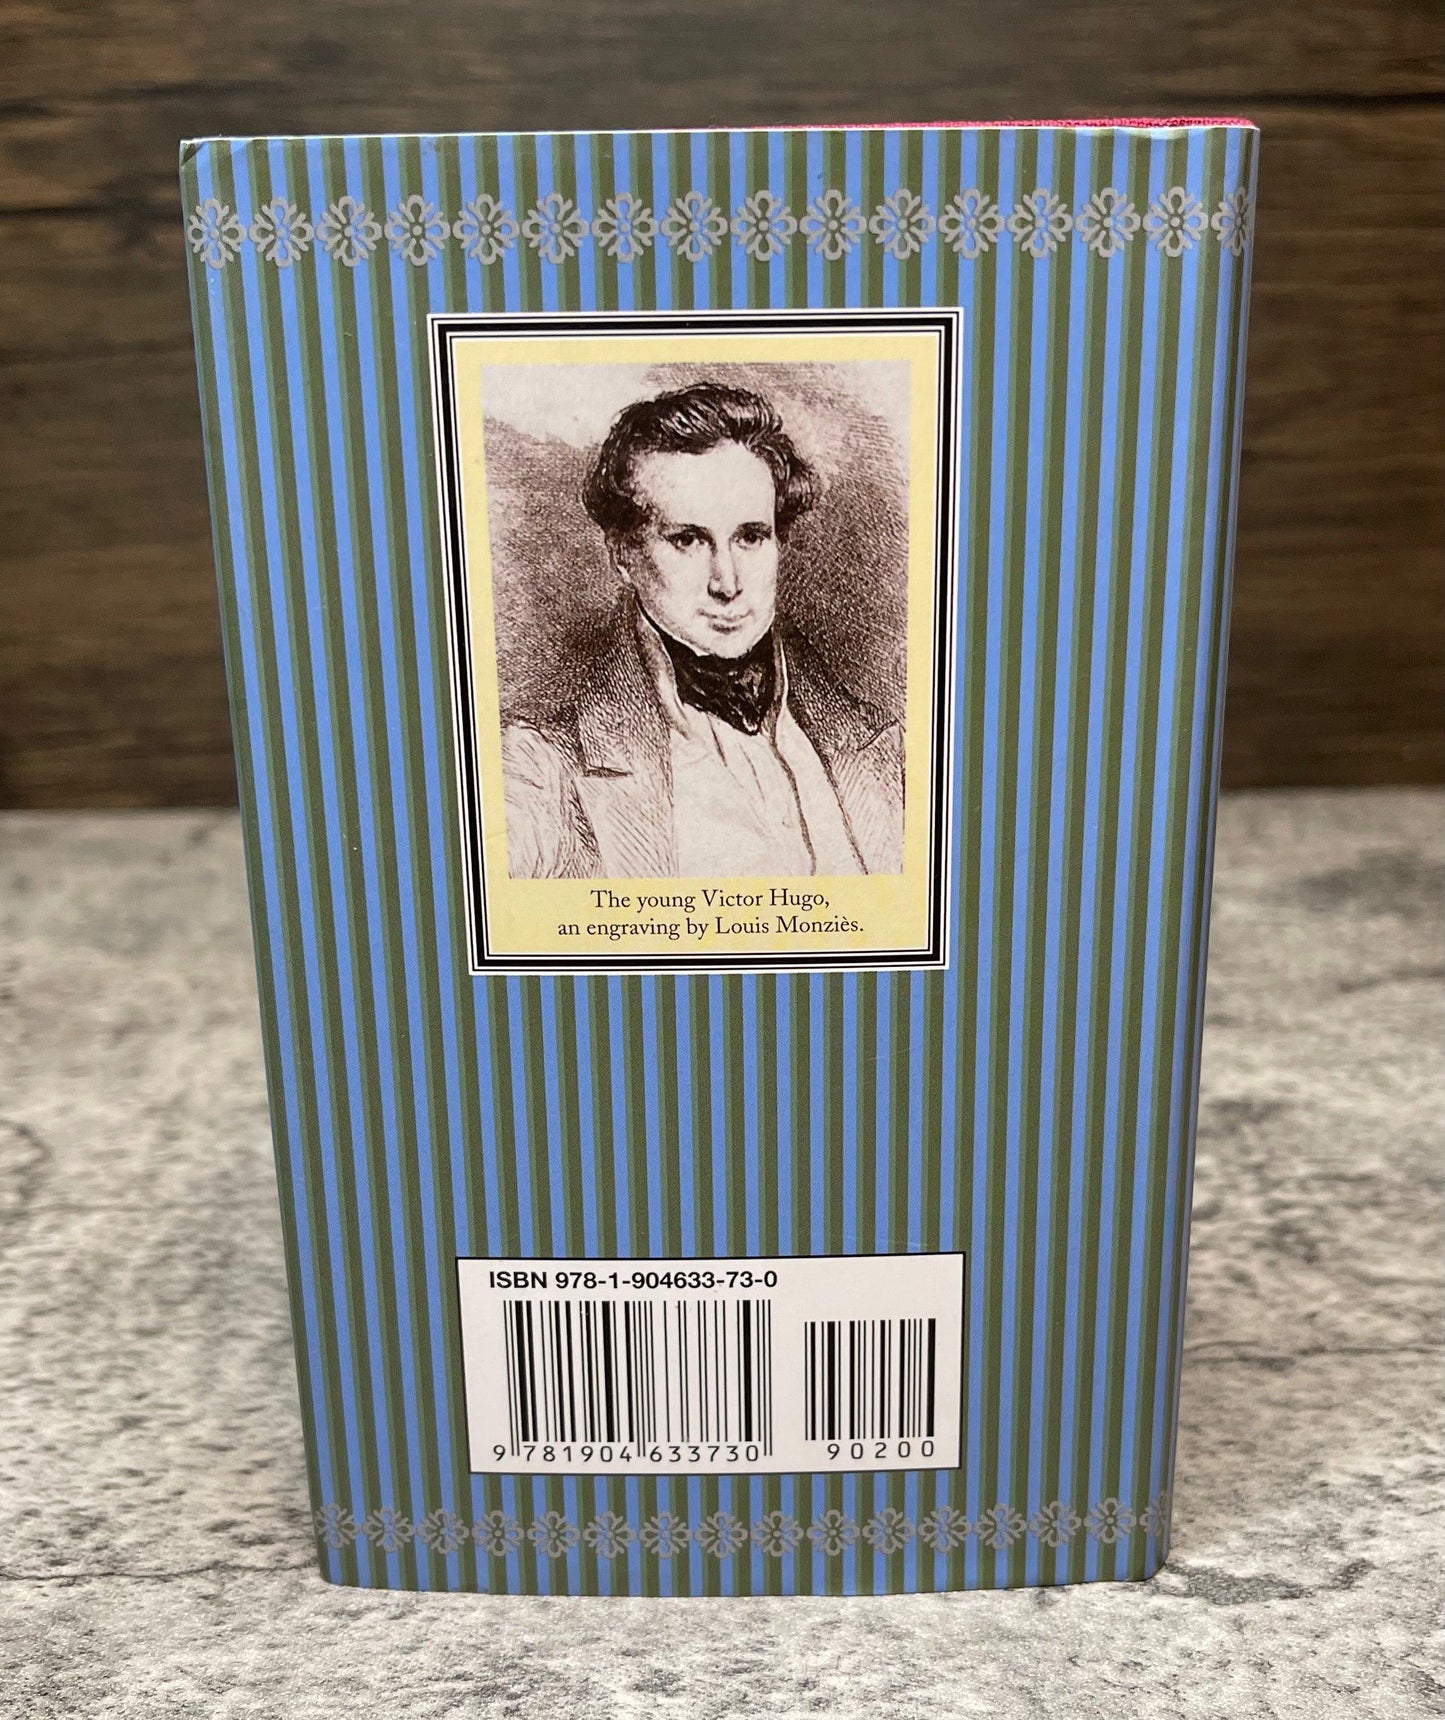 The young Victor Hugo,
an engraving by Louis Monziès.
ISBN 978-1-904633-73-0
9 781904 633730
90200